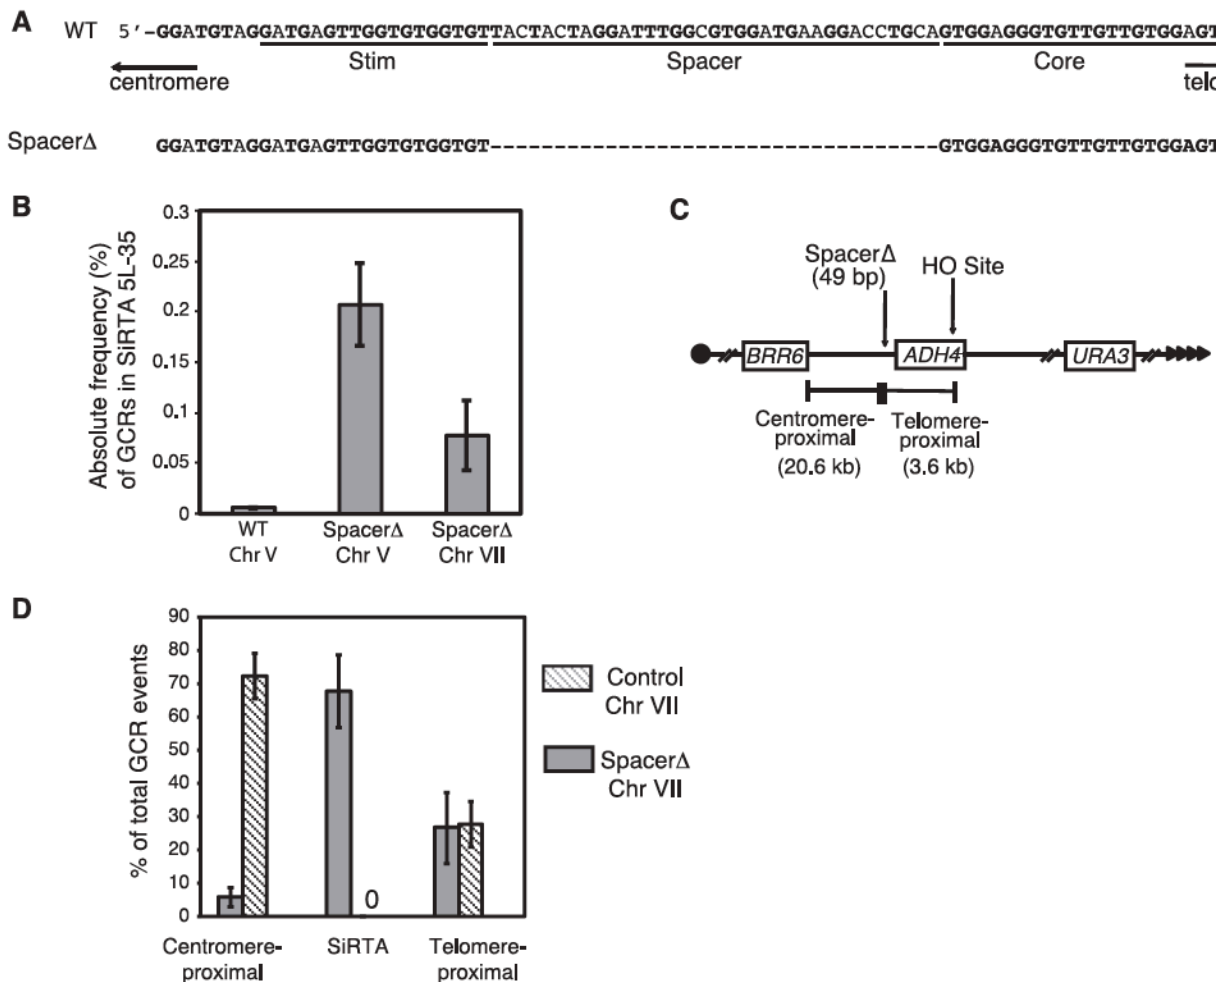 A
WT 5'-GGATGTAGGATGAGTTGGTGTGGTGTTACTACTAGGATTTGGCGTGGATGAAGGACCTGCAGTGGAGGGTGTTGTTGTGGAGT
Stim Spacer Core
centromere telo
SpacerΔ GGATGTAGGATGAGTTGGTGTGGTGT----------------------------------GTGGAGGGTGTTGTTGTGGAGT
B
Absolute frequency (%)
of GCRs in SiRTA 5L-35
0.3
0.25
0.2
0.15
0.1
0.05
0
WT
Chr V
SpacerΔ
Chr V
SpacerΔ
Chr VII
C
SpacerΔ
(49 bp)
HO Site
BRR6 ADH4 URA3
Centromere-
proximal
(20.6 kb)
Telomere-
proximal
(3.6 kb)
D
% of total GCR events
90
80
70
60
50
40
30
20
10
0
0
Centromere-
proximal
SiRTA
Telomere-
proximal
Control
Chr VII
SpacerΔ
Chr VII